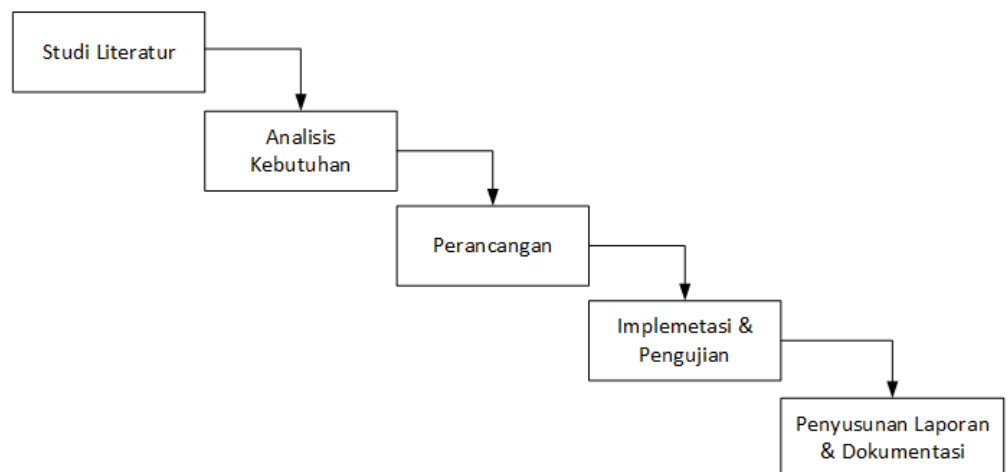 Studi Literatur
Analisis
Kebutuhan
Perancangan
Implemetasi &
Pengujian
Penyusunan Laporan
& Dokumentasi